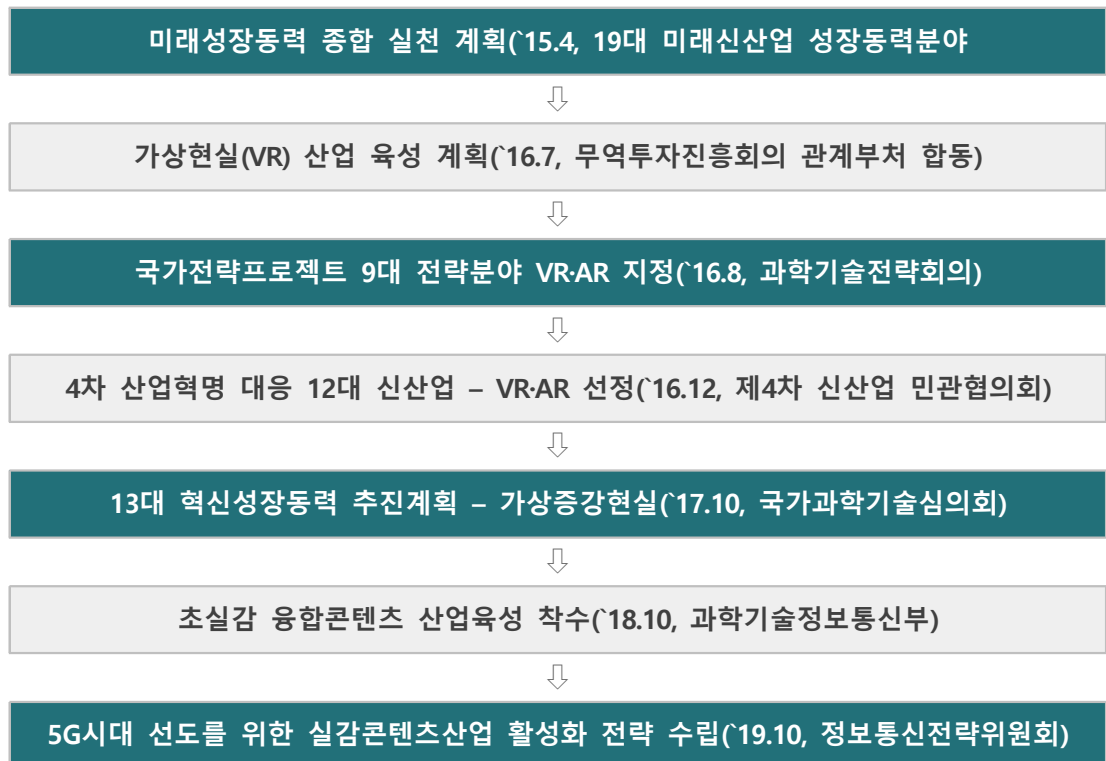 미래성장동력 종합 실천 계획(`15.4, 19대 미래신산업 성장동력분야
가상현실(VR) 산업 육성 계획(`16.7, 무역투자진흥회의 관계부처 합동)
국가전략프로젝트 9대 전략분야 VR·AR 지정(`16.8, 과학기술전략회의)
4차 산업혁명 대응 12대 신산업 – VR·AR 선정(`16.12, 제4차 신산업 민관협의회)
13대 혁신성장동력 추진계획 – 가상증강현실(`17.10, 국가과학기술심의회)
초실감 융합콘텐츠 산업육성 착수(`18.10, 과학기술정보통신부)
5G시대 선도를 위한 실감콘텐츠산업 활성화 전략 수립(`19.10, 정보통신전략위원회)